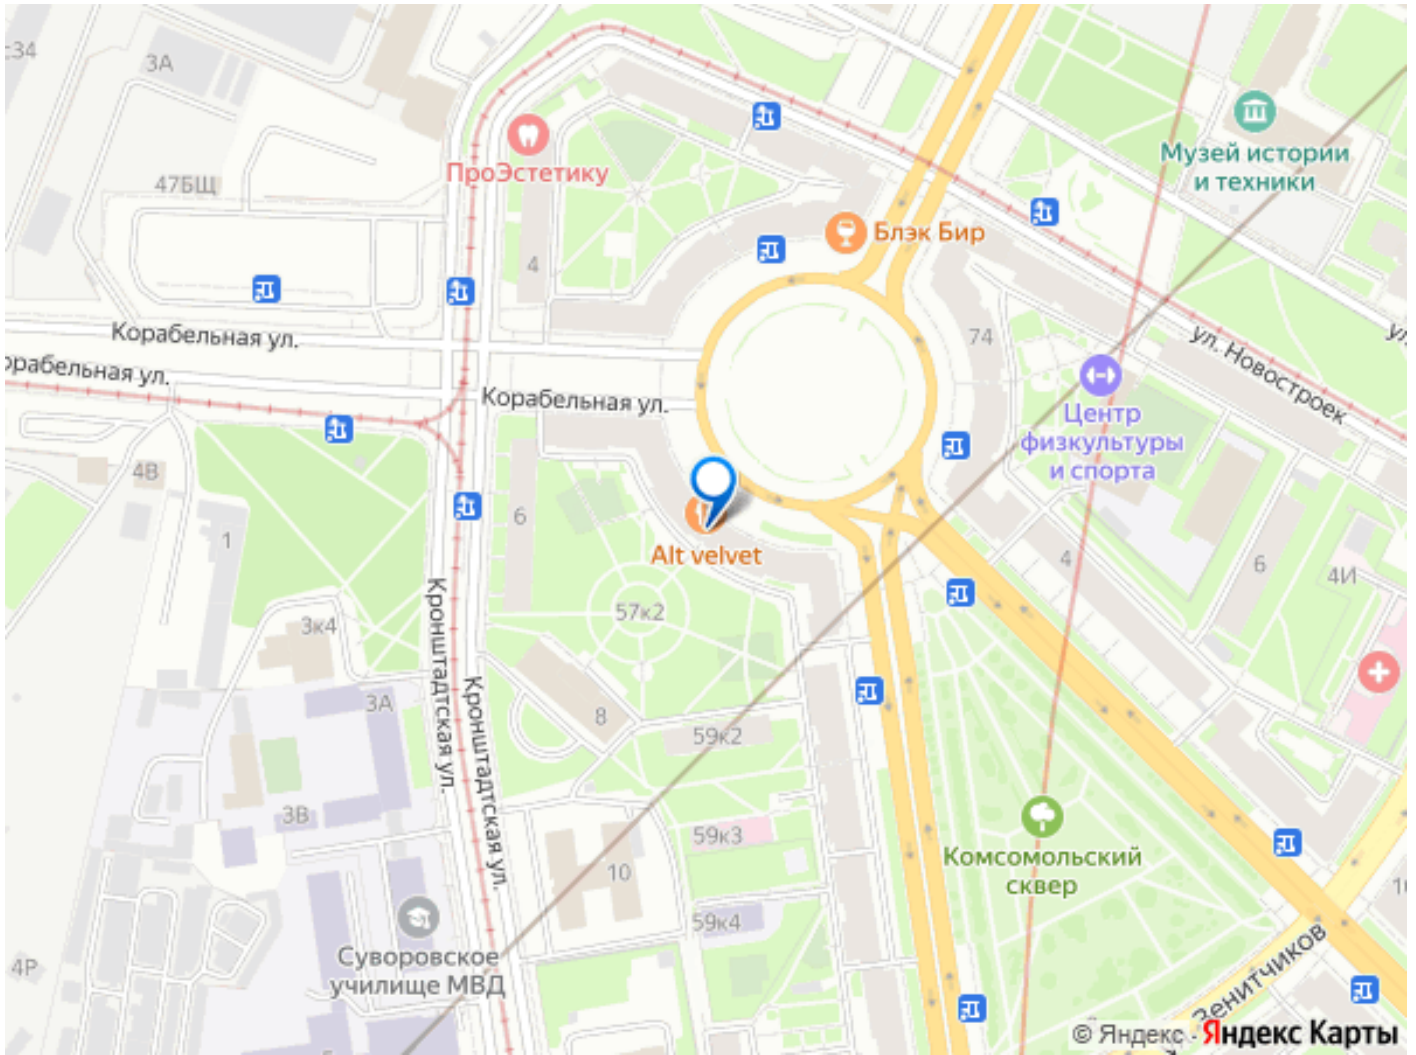 с34
3А
ПроЭстетику
47БЩ
Музей истории
и техники
Блэк Бир
4
Корабельная ул.
74
ул. Новостроек
ул.
Корабельная ул.
Центр
физкультуры
и спорта
4В
6
1
Alt velvet
4
6
4И
57к2
3к4
Кронштадтская ул.
Кронштадтская ул.
3А
8
59к2
3В
59к3
Комсомольский
сквер
10
59к4
Суворовское
училище МВД
4Р
Зенитчиков
© Яндекс - Яндекс Карты